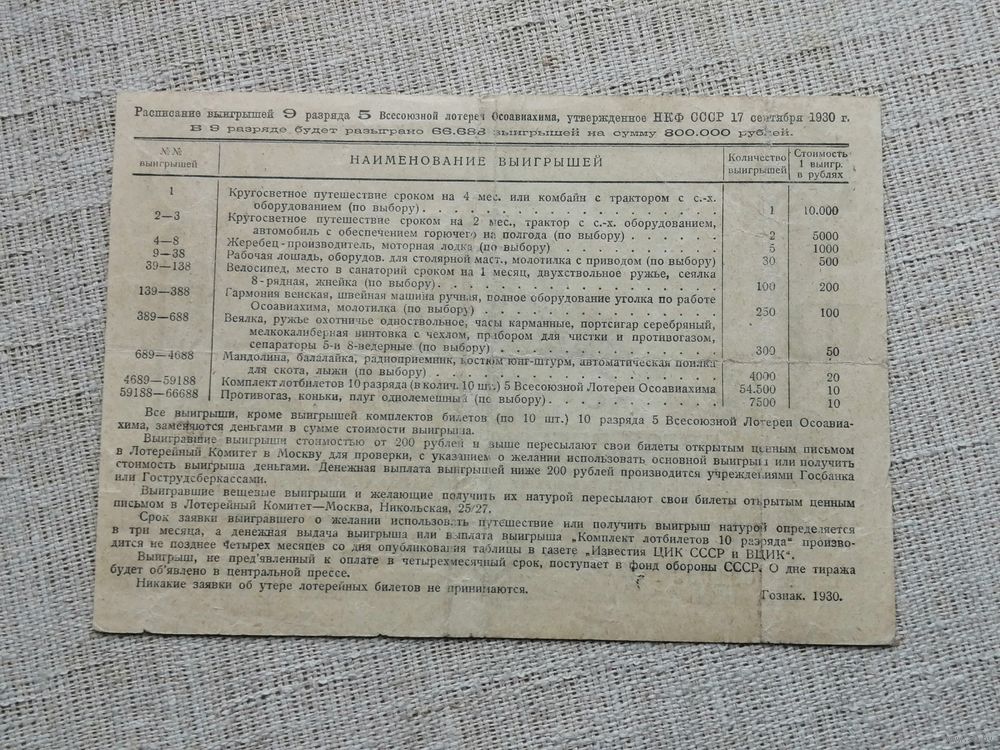 Расписание выигрышей 9 разряда 5 Всесоюзной лотереи Осоавиахима, утвержденное НКФ СССР 17 сентября 1930 г.
В 9 разряде будет разыграно 66.688 выигрышей на сумму 800.000 рублей.
№№ выигрышей НАИМЕНОВАНИЕ ВЫИГРЫШЕЙ Количество выигрышей Стоимость 1 выигр. в рублях
1 Кругосветное путешествие сроком на 4 мес. или комбайн с трактором с с.-х.
оборудованием (по выбору) 1 10.000
2—3 Кругосветное путешествие сроком на 2 мес., трактор с с.-х. оборудованием,
автомобиль с обеспечением горючего на полгода (по выбору) 2 5000
4—8 Жеребец-производитель, моторная лодка (по выбору) 5 1000
9—38 Рабочая лошадь, оборудов. для столярной маст., молотилка с приводом (по выбору) 30 500
39—138 Велосипед, место в санаторий сроком на 1 месяц, двухствольное ружье, сеялка
8-рядная, жнейка (по выбору) 100 200
139—388 Гармония венская, швейная машина ручная, полное оборудование уголка по работе
Осоавиахима, молотилка (по выбору) 250 100
389—688 Веялка, ружье охотничье одноствольное, часы карманные, портсигар серебряный,
мелкокалиберная винтовка с чехлом, прибором для чистки и противогазом,
сепараторы 5-и 8-ведерные (по выбору) 300 50
689—4688 Мандолина, балалайка, радиоприемник, костюм юнг-штурм, автоматическая поилка
для скота, лыжи (по выбору) 4000 20
4689—59188 Комплект лотбилетов 10 разряда (в колич. 10 шт.) 5 Всесоюзной Лотереи Осоавиахима 54.500 10
59188—66688 Противогаз, коньки, плуг однолемешный (по выбору) 7500 10
Все выигрыши, кроме выигрышей комплектов билетов (по 10 шт.) 10 разряда 5 Всесоюзной Лотереи Осоавиа-
хима, заменяются деньгами в сумме стоимости выигрыша.
Выигравшие выигрыши стоимостью от 200 рублей и выше пересылают свои билеты открытым ценным письмом
в Лотерейный Комитет в Москву для проверки, с указанием о желании использовать основной выигрыш или получить
стоимость выигрыша деньгами. Денежная выплата выигрышей ниже 200 рублей производится учреждениями Госбанка
или Гострудсберкассами.
Выигравшие вещевые выигрыши и желающие получить их натурой пересылают свои билеты открытым ценным
письмом в Лотерейный Комитет—Москва, Никольская, 25/27.
Срок заявки выигравшего о желании использовать путешествие или получить выигрыш натурой определяется
в три месяца, а денежная выдача выигрыша или выплата выигрыша „Комплект лотбилетов 10 разряда" произво-
дится не позднее четырех месяцев со дня опубликования таблицы в газете „Известия ЦИК СССР и ВЦИК".
Выигрыш, не пред'явленный к оплате в четырехмесячный срок, поступает в фонд обороны СССР. О дне тиража
будет об'явлено в центральной прессе.
Никакие заявки об утере лотерейных билетов не принимаются.
Гознак. 1930.